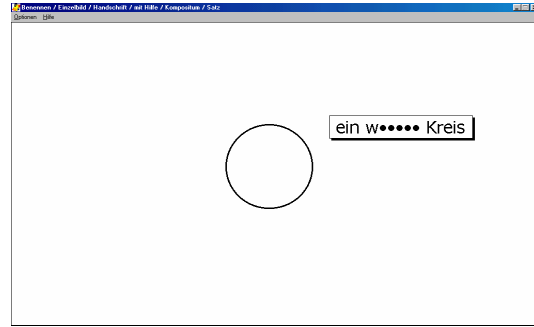 Benennen / Einzelbild / Handschrift / mit Hilfe / Kompositum / Satz
Optionen Hilfe
ein w●●●●● Kreis